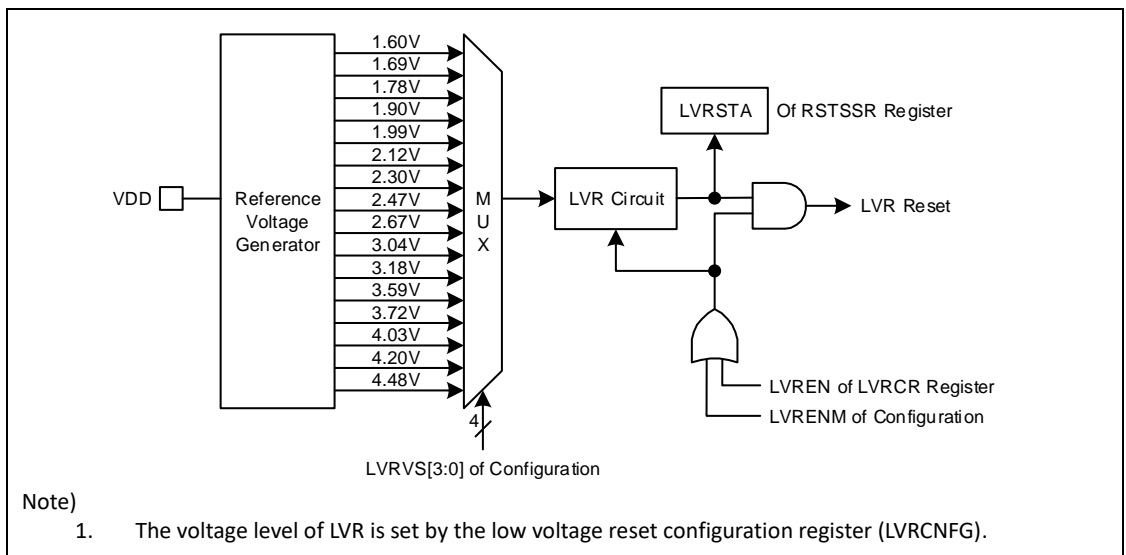 1.60V
1.69V
1.78V
1.90V
1.99V
2.12V
2.30V
2.47V
2.67V
3.04V
3.18V
3.59V
3.72V
4.03V
4.20V
4.48V
VDD
Reference
Voltage
Generator
M
U
X
LVR Circuit
LVRSTA
Of RSTSSR Register
LVR Reset
LVREN of LVRCR Register
LVRENM of Configuration
4
LVRVS[3:0] of Configuration
Note)
1. The voltage level of LVR is set by the low voltage reset configuration register (LVRCNFG).